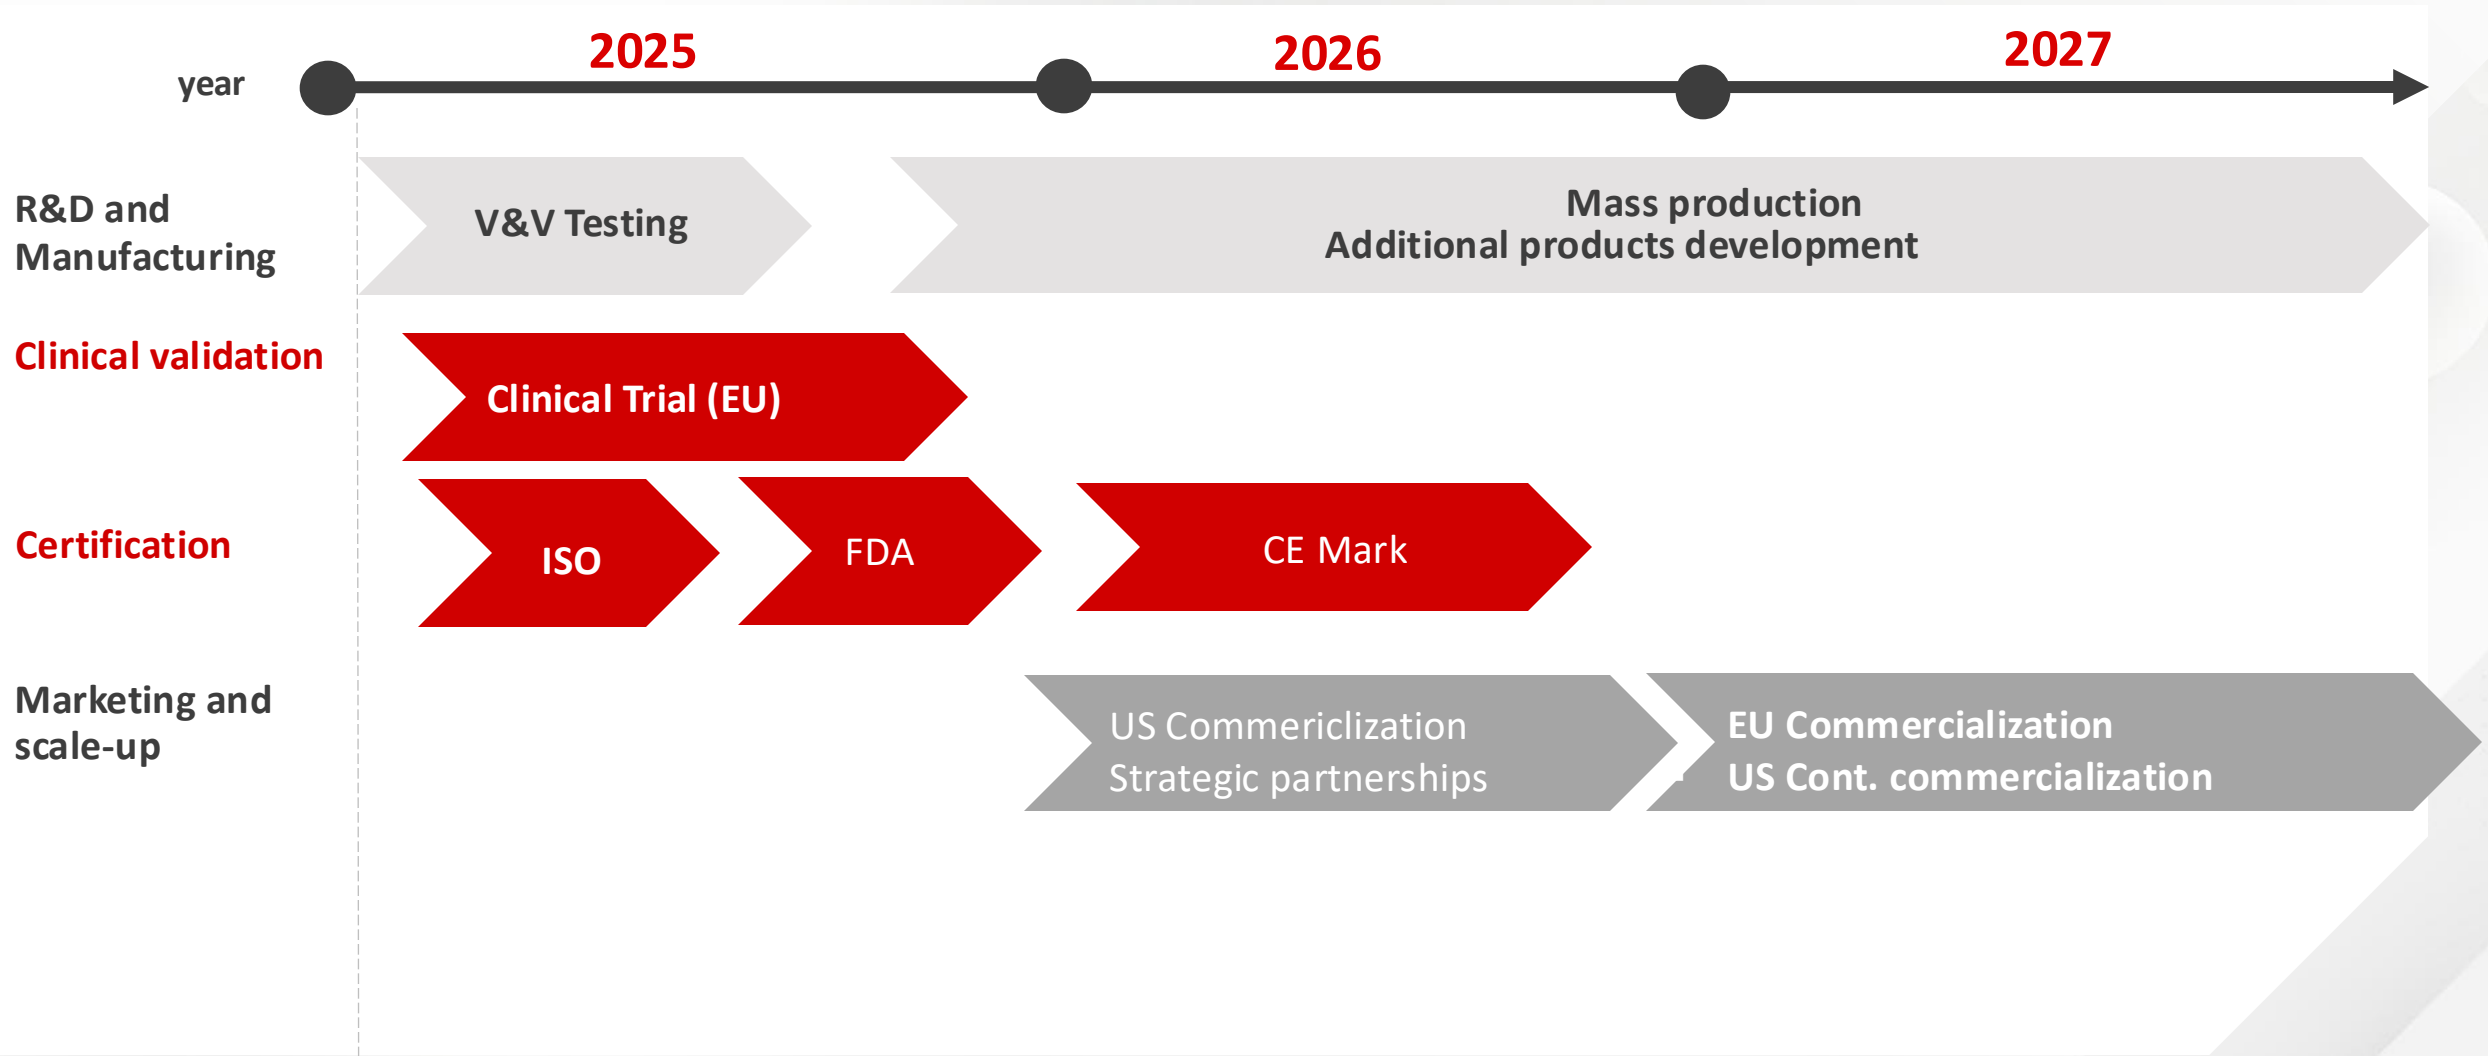 2025
2026
2027
year
R&D and
Manufacturing
V&V Testing
Mass production
Additional products development
Clinical validation
Clinical Trial (EU)
Certification
ISO
FDA
CE Mark
Marketing and
scale-up
US Commericlization
Strategic partnerships
EU Commercialization
US Cont. commercialization